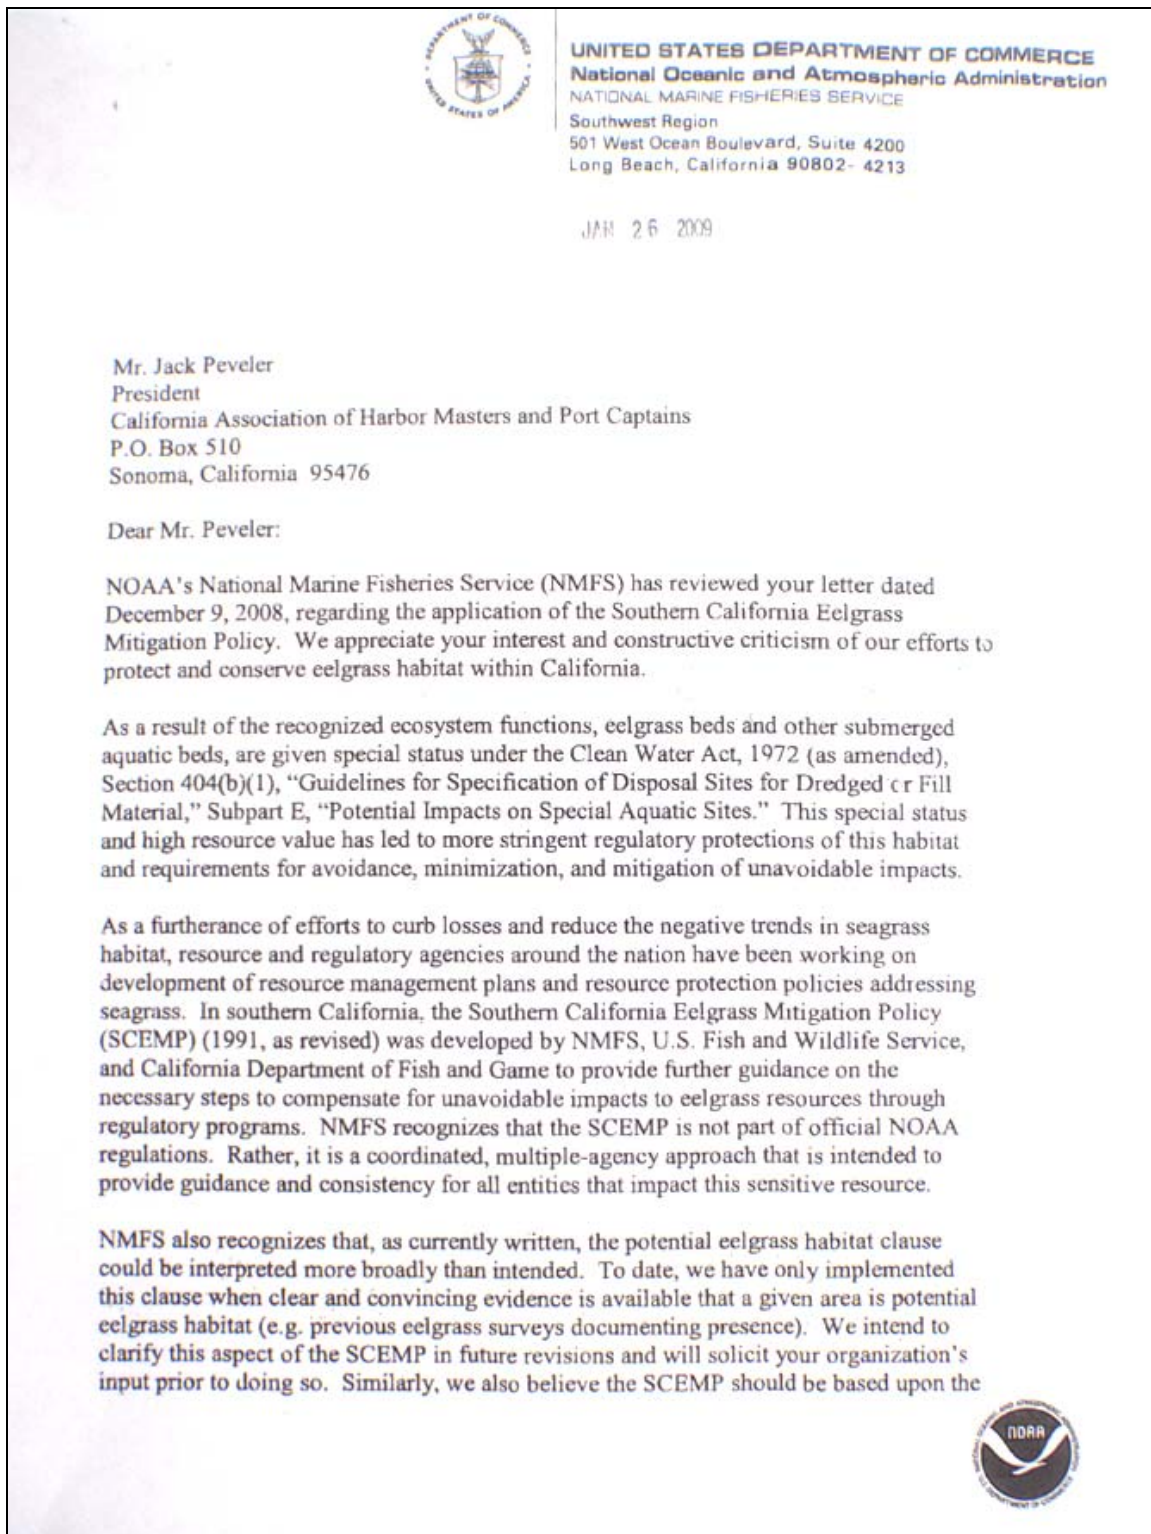 DEPARTMENT OF COMMERCE
UNITED STATES OF AMERICA
UNITED STATES DEPARTMENT OF COMMERCE
National Oceanic and Atmospheric Administration
NATIONAL MARINE FISHERIES SERVICE
Southwest Region
501 West Ocean Boulevard, Suite 4200
Long Beach, California 90802- 4213
JAN 26 2009
Mr. Jack Peveler
President
California Association of Harbor Masters and Port Captains
P.O. Box 510
Sonoma, California 95476
Dear Mr. Peveler:
NOAA's National Marine Fisheries Service (NMFS) has reviewed your letter dated
December 9, 2008, regarding the application of the Southern California Eelgrass
Mitigation Policy. We appreciate your interest and constructive criticism of our efforts to
protect and conserve eelgrass habitat within California.
As a result of the recognized ecosystem functions, eelgrass beds and other submerged
aquatic beds, are given special status under the Clean Water Act, 1972 (as amended),
Section 404(b)(1), “Guidelines for Specification of Disposal Sites for Dredged or Fill
Material,” Subpart E, “Potential Impacts on Special Aquatic Sites.” This special status
and high resource value has led to more stringent regulatory protections of this habitat
and requirements for avoidance, minimization, and mitigation of unavoidable impacts.
As a furtherance of efforts to curb losses and reduce the negative trends in seagrass
habitat, resource and regulatory agencies around the nation have been working on
development of resource management plans and resource protection policies addressing
seagrass. In southern California, the Southern California Eelgrass Mitigation Policy
(SCEMP) (1991, as revised) was developed by NMFS, U.S. Fish and Wildlife Service,
and California Department of Fish and Game to provide further guidance on the
necessary steps to compensate for unavoidable impacts to eelgrass resources through
regulatory programs. NMFS recognizes that the SCEMP is not part of official NOAA
regulations. Rather, it is a coordinated, multiple-agency approach that is intended to
provide guidance and consistency for all entities that impact this sensitive resource.
NMFS also recognizes that, as currently written, the potential eelgrass habitat clause
could be interpreted more broadly than intended. To date, we have only implemented
this clause when clear and convincing evidence is available that a given area is potential
eelgrass habitat (e.g. previous eelgrass surveys documenting presence). We intend to
clarify this aspect of the SCEMP in future revisions and will solicit your organization's
input prior to doing so. Similarly, we also believe the SCEMP should be based upon the
NATIONAL OCEANIC AND ATMOSPHERIC ADMINISTRATION
NOAA
U.S. DEPARTMENT OF COMMERCE